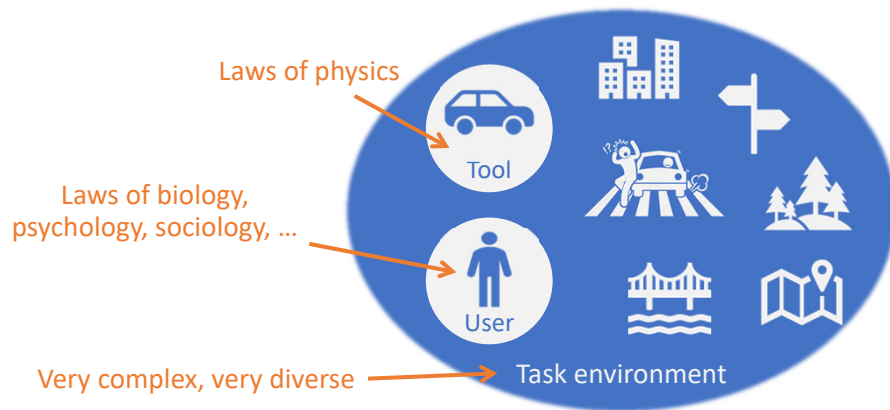 Laws of physics
Tool
Laws of biology,
psychology, sociology, ...
User
!?
Very complex, very diverse
Task environment